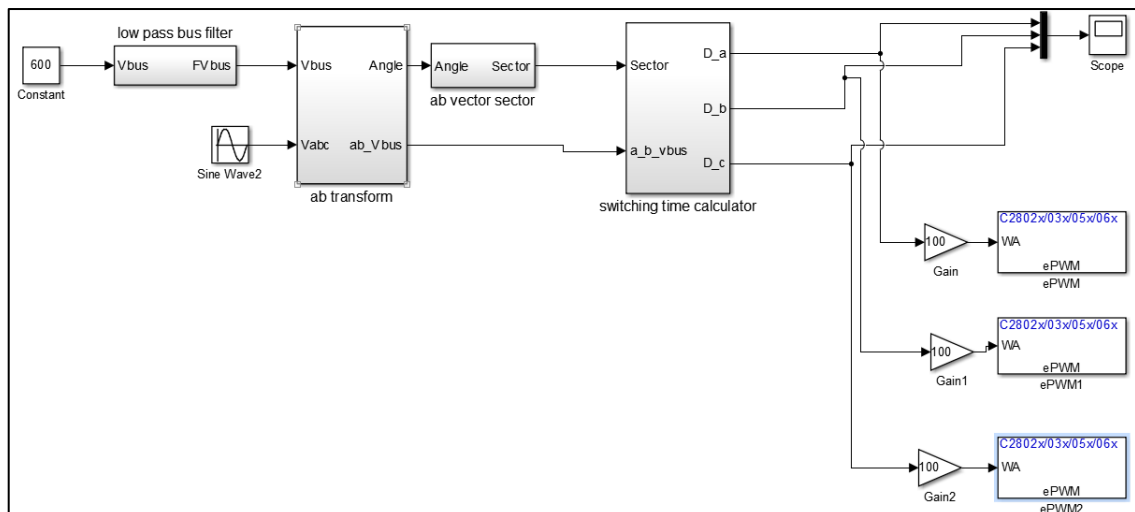 low pass bus filter
600
Vbus
FVbus
Constant
Vbus
Angle
Vabc
ab_Vbus
ab transform
Sine Wave2
Angle
Sector
ab vector sector
Sector
a_b_vbus
D_a
D_b
D_c
switching time calculator
Scope
100
Gain
C2802x/03x/05x/06x
WA
ePWM
ePWM
100
Gain1
C2802x/03x/05x/06x
WA
ePWM
ePWM1
100
Gain2
C2802x/03x/05x/06x
WA
ePWM
ePWM2